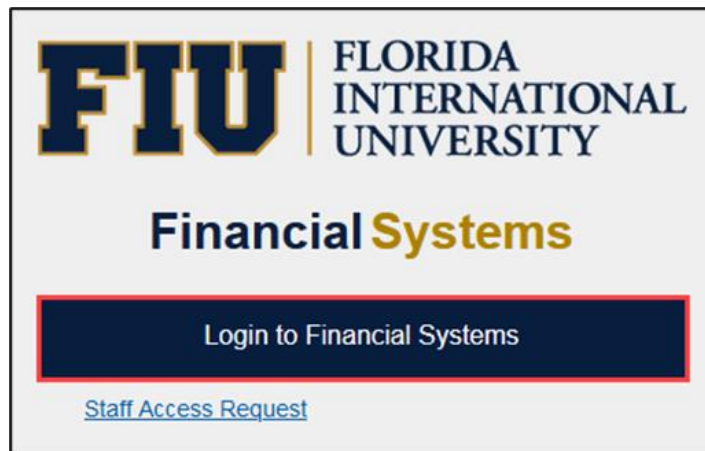 FIU
FLORIDA
INTERNATIONAL
UNIVERSITY
Financial Systems
Login to Financial Systems
Staff Access Request